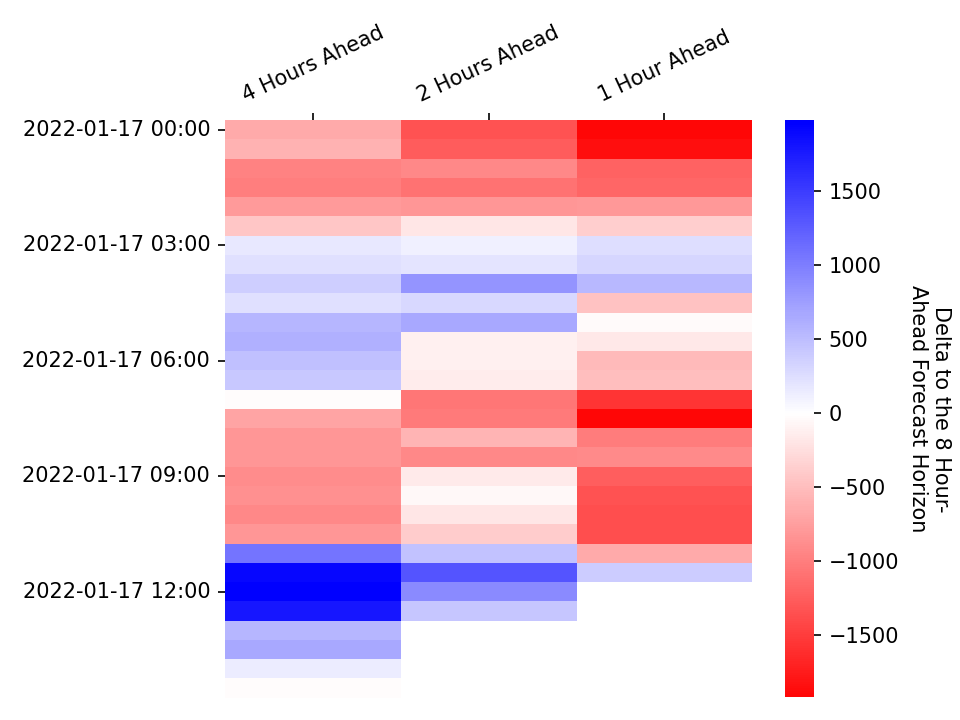 4 Hours Ahead
2 Hours Ahead
1 Hour Ahead
2022-01-17 00:00
2022-01-17 03:00
2022-01-17 06:00
2022-01-17 09:00
2022-01-17 12:00
1500
1000
500
0
−500
−1000
−1500
Delta to the 8 Hour-
Ahead Forecast Horizon